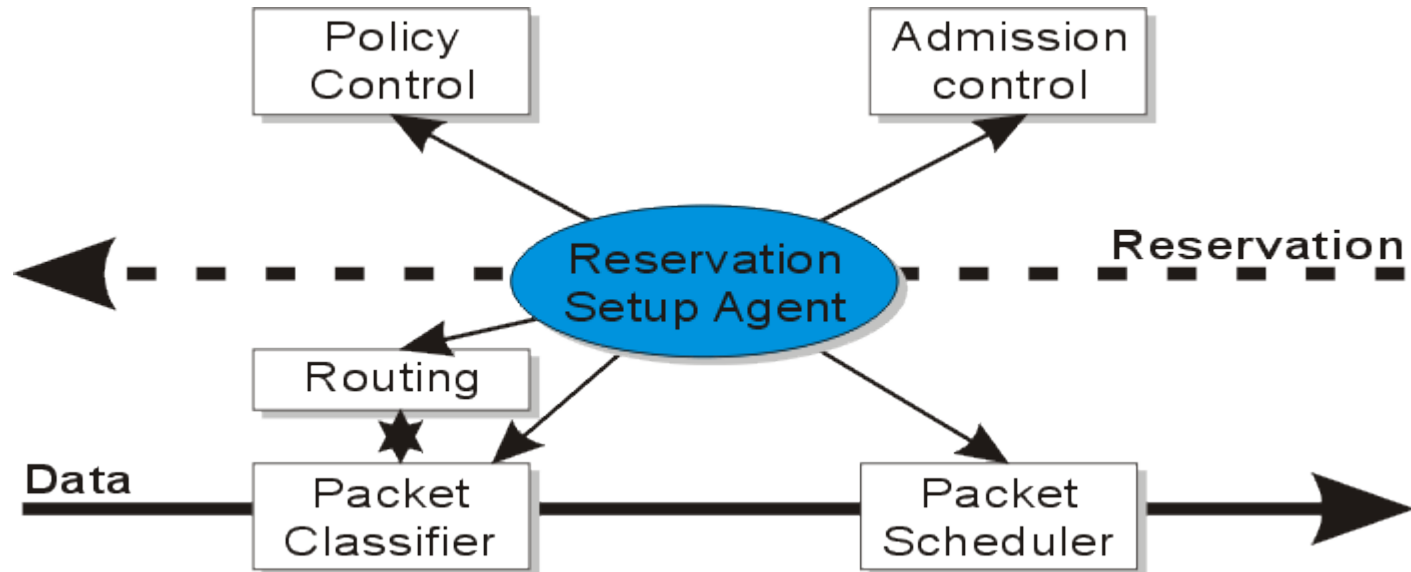 Policy
Control
Admission
control
Reservation
Reservation
Setup Agent
Routing
Data
Packet
Classifier
Packet
Scheduler